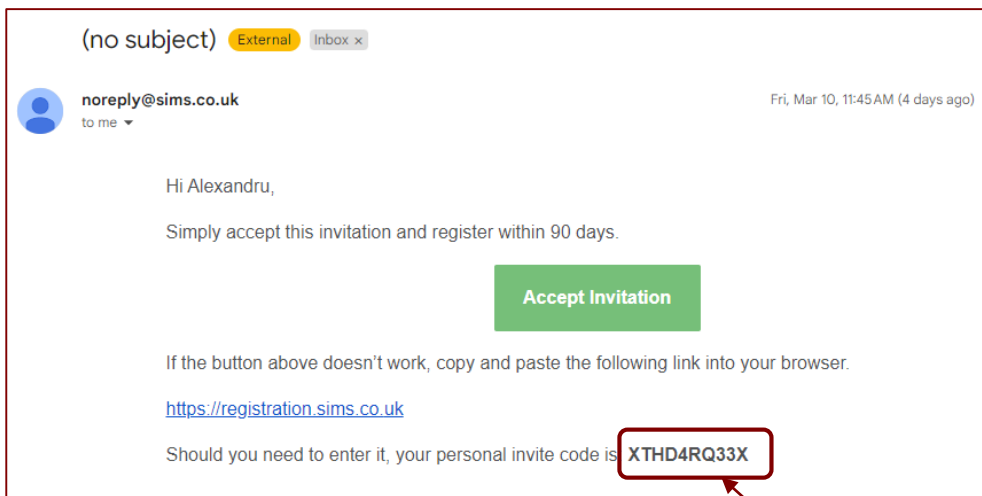 (no subject) External Inbox x
noreply@sims.co.uk Fri, Mar 10, 11:45 AM (4 days ago)
to me
Hi Alexandru,
Simply accept this invitation and register within 90 days.
Accept Invitation
If the button above doesn't work, copy and paste the following link into your browser.
https://registration.sims.co.uk
Should you need to enter it, your personal invite code is XTHD4RQ33X